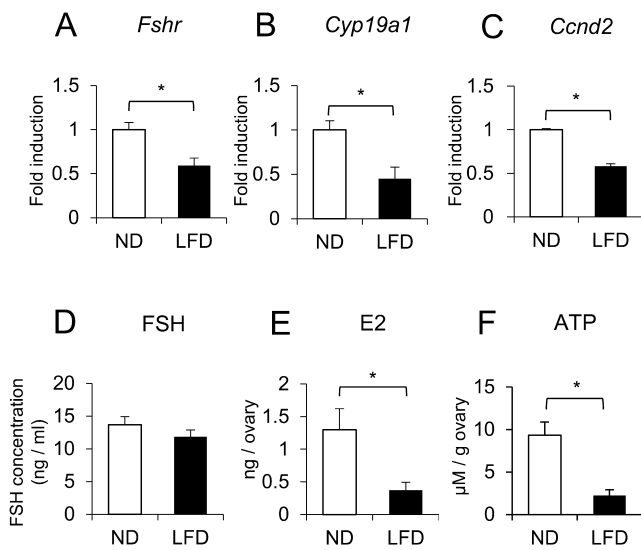 A Fshr
Fold induction
1.5
1
0.5
0
*
ND LFD
B Cyp19a1
Fold induction
1.5
1
0.5
0
*
ND LFD
C Ccnd2
Fold induction
1.5
1
0.5
0
*
ND LFD
D FSH
FSH concentration
(ng / ml)
20
15
10
5
0
ND LFD
E E2
ng / ovary
2
1.5
1
0.5
0
*
ND LFD
F ATP
μM / g ovary
15
10
5
0
*
ND LFD